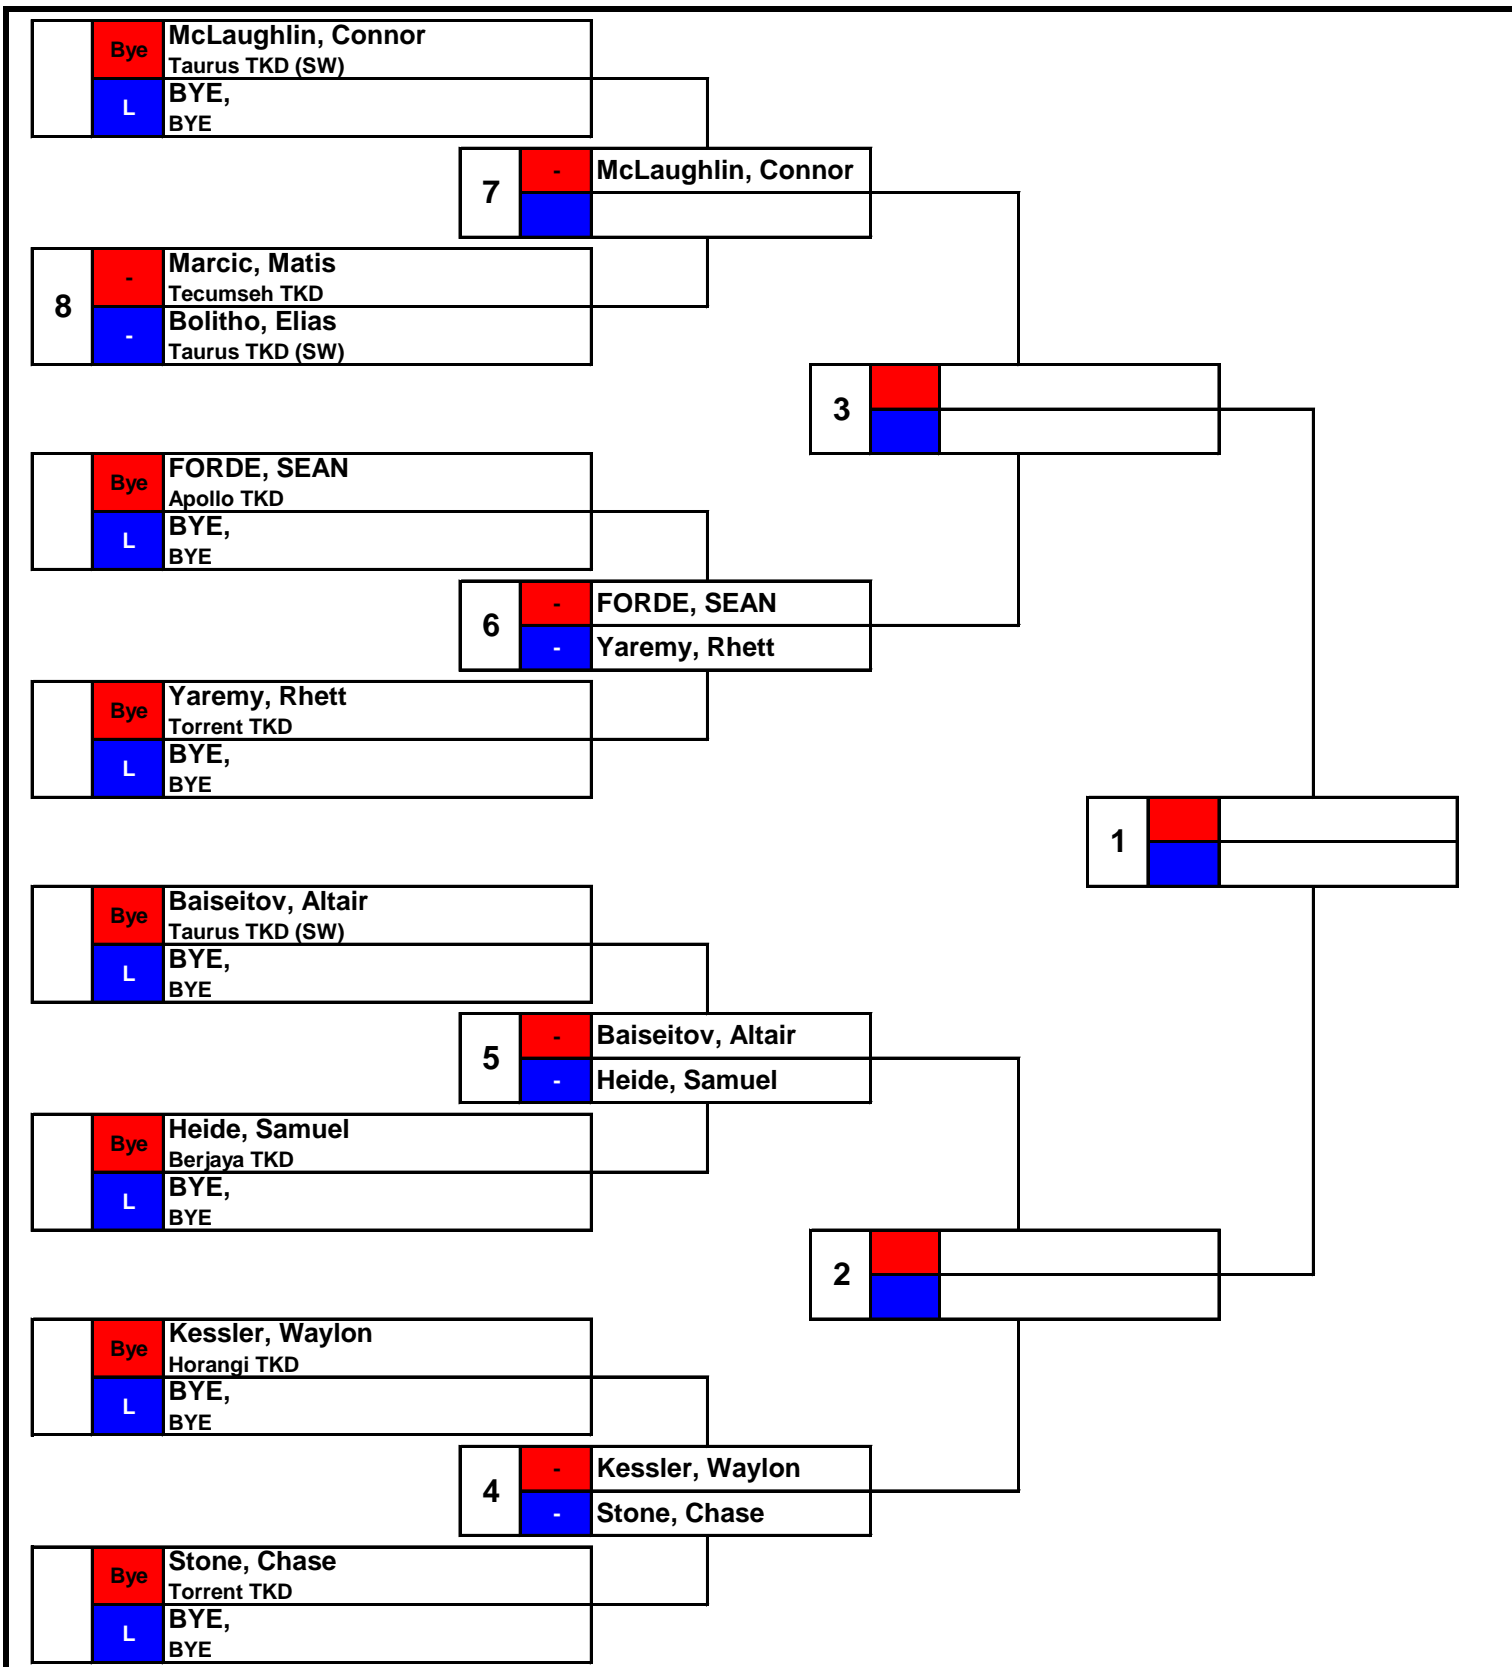 Bye McLaughlin, Connor
Taurus TKD (SW)
L BYE,
BYE
7 - McLaughlin, Connor
8 - Marcic, Matis
Tecumseh TKD
- Bolitho, Elias
Taurus TKD (SW)
3
Bye FORDE, SEAN
Apollo TKD
L BYE,
BYE
6 - FORDE, SEAN
- Yaremy, Rhett
Bye Yaremy, Rhett
Torrent TKD
L BYE,
BYE
1
Bye Baiseitov, Altair
Taurus TKD (SW)
L BYE,
BYE
5 - Baiseitov, Altair
- Heide, Samuel
Bye Heide, Samuel
Berjaya TKD
L BYE,
BYE
2
Bye Kessler, Waylon
Horangi TKD
L BYE,
BYE
4 - Kessler, Waylon
- Stone, Chase
Bye Stone, Chase
Torrent TKD
L BYE,
BYE